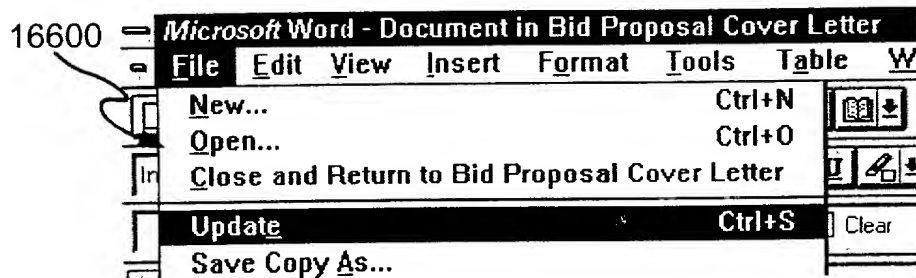 16600
Microsoft Word - Document in Bid Proposal Cover Letter
File Edit View Insert Format Tools Table W
New... Ctrl+N
Open... Ctrl+O
In Close and Return to Bid Proposal Cover Letter U
Update Ctrl+S Clear
Save Copy As...